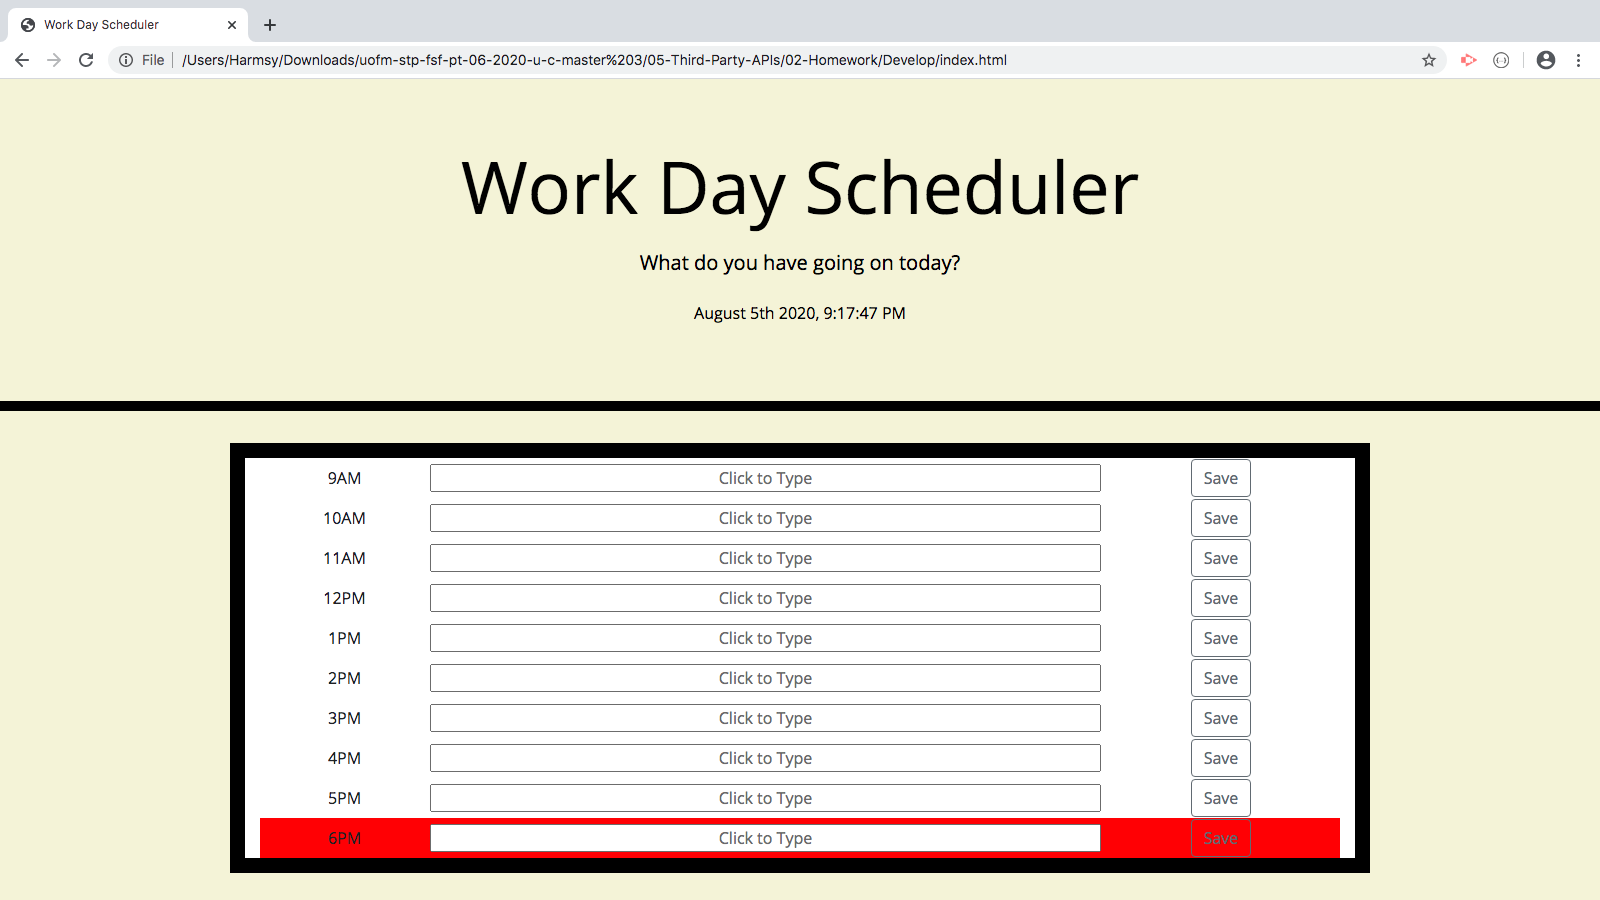 Work Day Scheduler
File /Users/Harmsy/Downloads/uofm-stp-fsf-pt-06-2020-u-c-master%203/05-Third-Party-APIs/02-Homework/Develop/index.html
Work Day Scheduler
What do you have going on today?
August 5th 2020, 9:17:47 PM
9AM Click to Type Save
10AM Click to Type Save
11AM Click to Type Save
12PM Click to Type Save
1PM Click to Type Save
2PM Click to Type Save
3PM Click to Type Save
4PM Click to Type Save
5PM Click to Type Save
6PM Click to Type Save